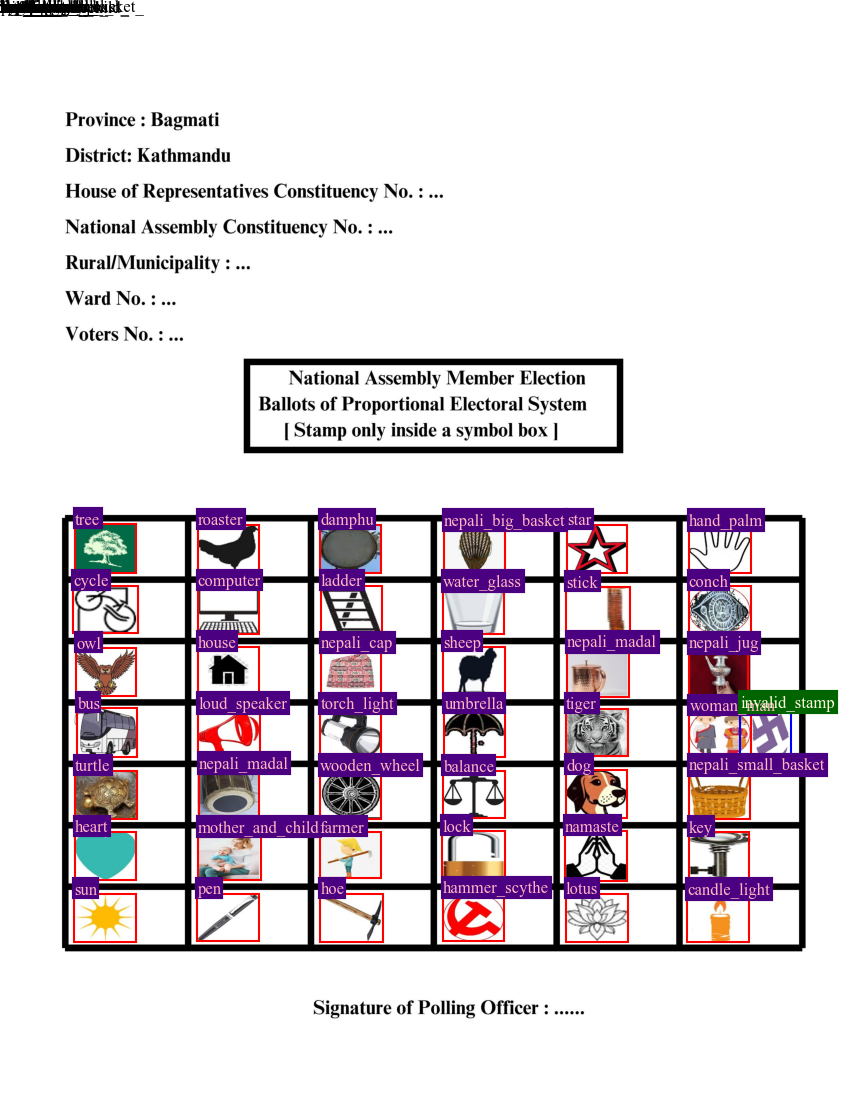 Province : Bagmati
District: Kathmandu
House of Representatives Constituency No. : ...
National Assembly Constituency No. : ...
Rural/Municipality : ...
Ward No. : ...
Voters No. : ...
National Assembly Member Election
Ballots of Proportional Electoral System
[ Stamp only inside a symbol box ]
tree roaster damphu nepali_big_basket star hand_palm
cycle computer ladder water_glass stick conch
owl house nepali_cap sheep nepali_madal nepali_jug
bus loud_speaker torch_light umbrella tiger woman_man invalid_stamp
turtle nepali_madal wooden_wheel balance dog nepali_small_basket
heart mother_and_child farmer lock namaste key
sun pen hoe hammer_scythe lotus candle_light
Signature of Polling Officer : ......